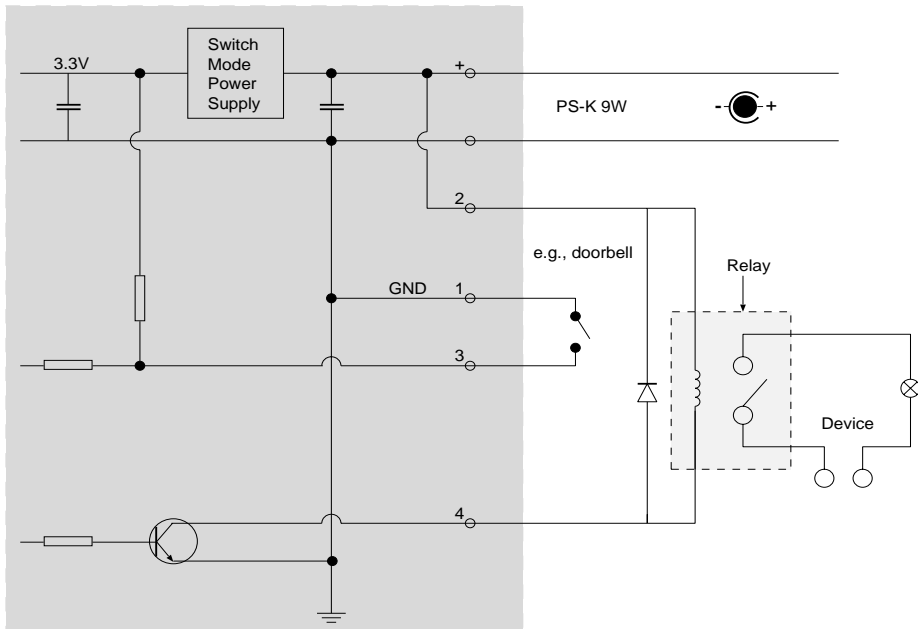 3.3V
Switch
Mode
Power
Supply
+
PS-K 9W
- +
2
e.g., doorbell
Relay
GND 1
3
Device
4